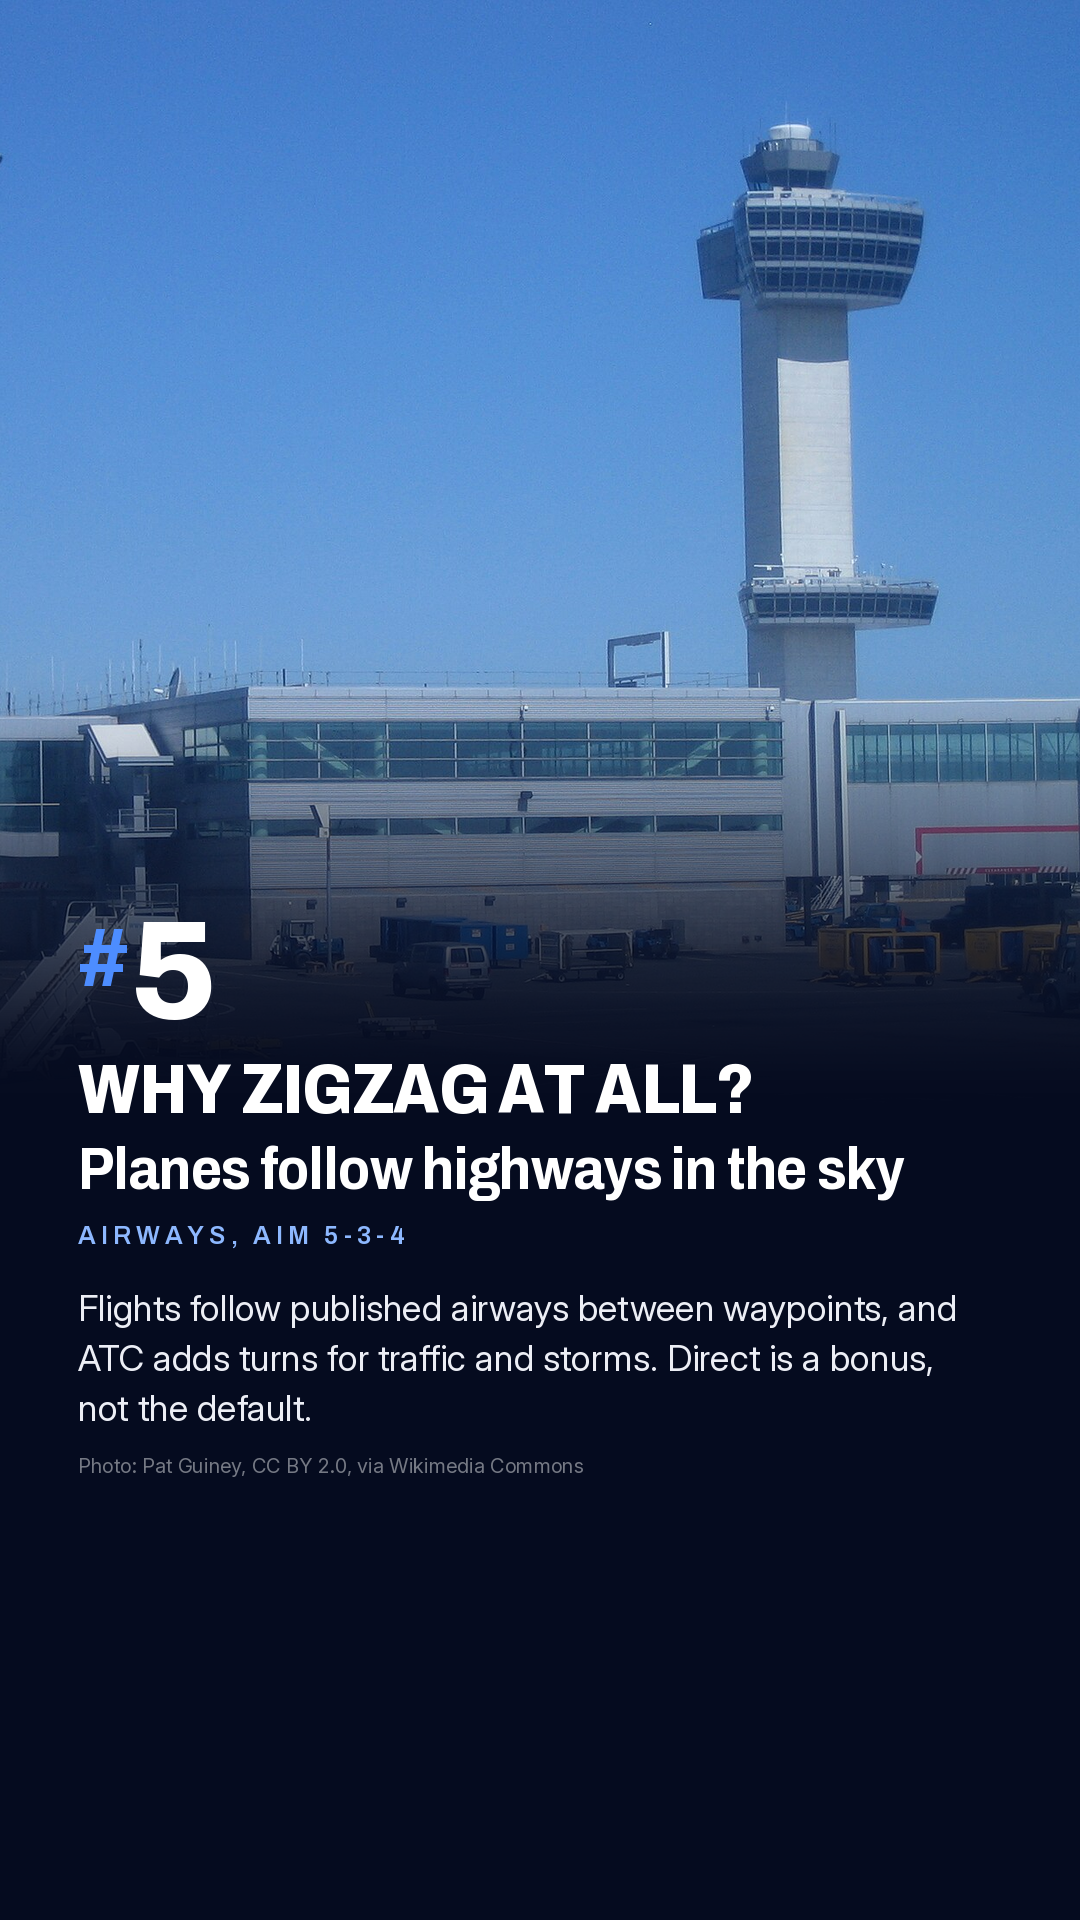 #5
WHY ZIGZAG AT ALL?
Planes follow highways in the sky
AIRWAYS, AIM 5-3-4
Flights follow published airways between waypoints, and
ATC adds turns for traffic and storms. Direct is a bonus,
not the default.
Photo: Pat Guiney, CC BY 2.0, via Wikimedia Commons